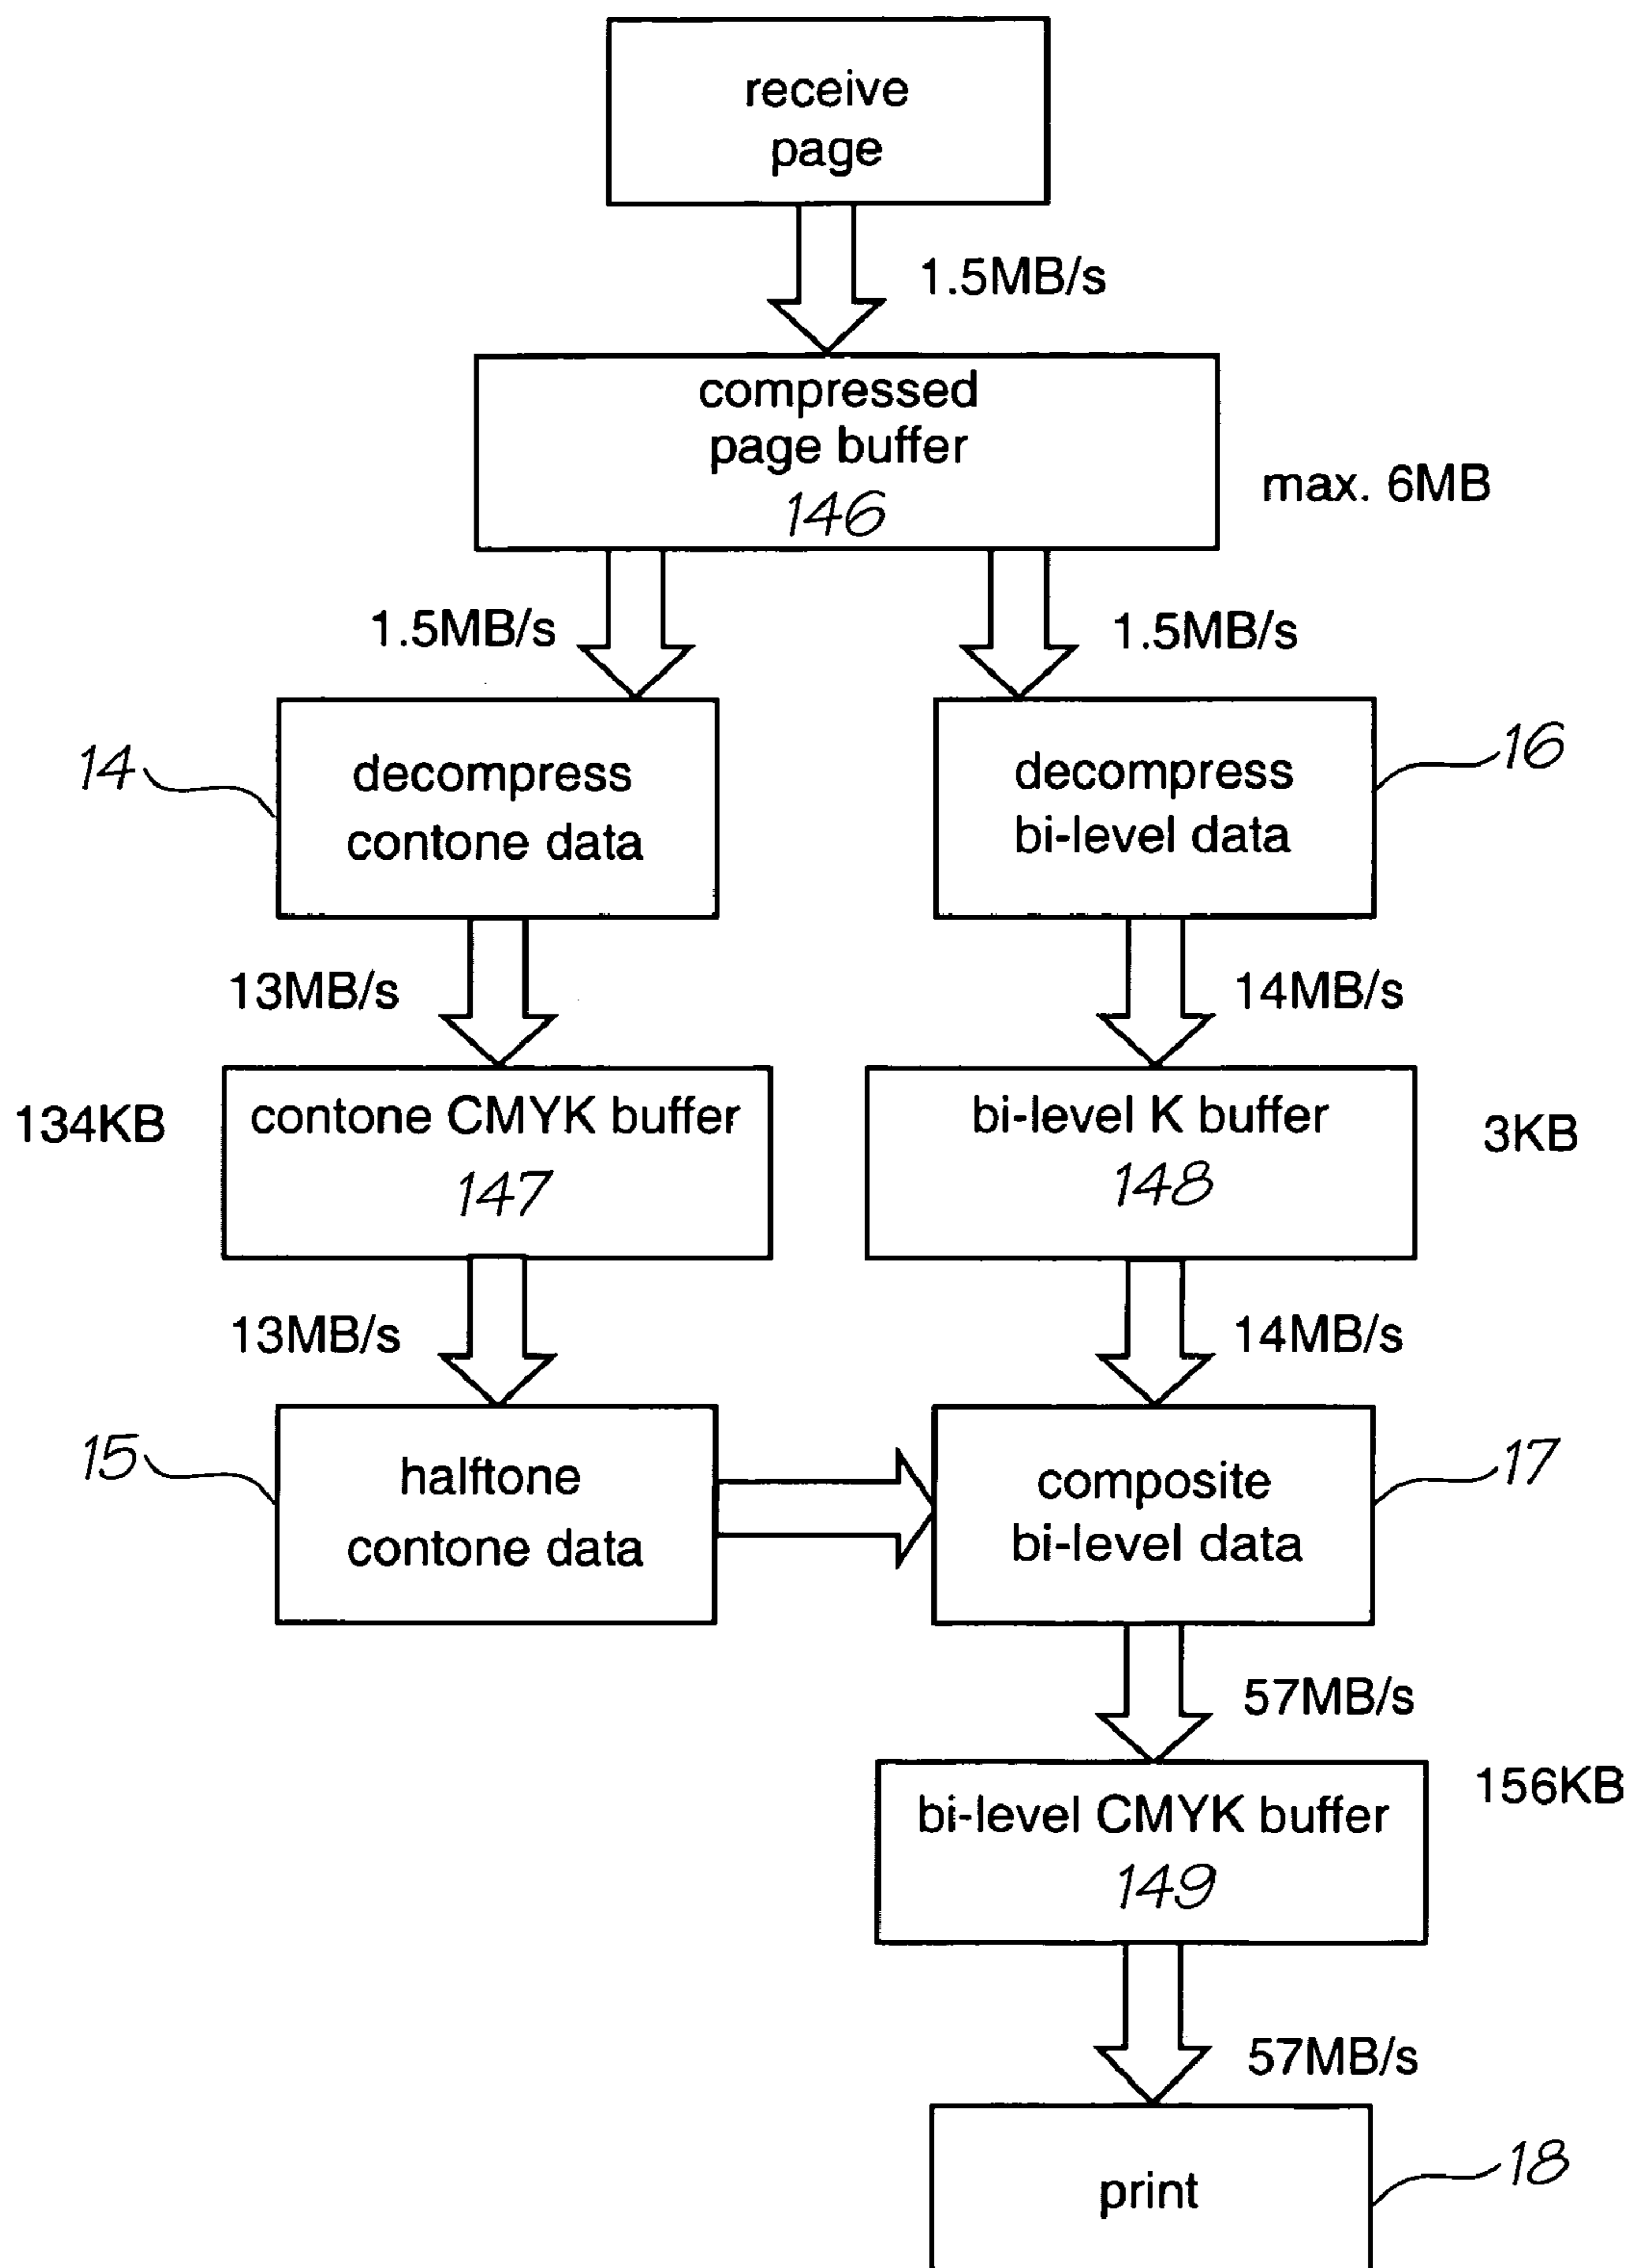 receive
page
1.5MB/s
compressed
page buffer
146
max. 6MB
1.5MB/s
1.5MB/s
14
decompress
contone data
decompress
bi-level data
16
13MB/s
14MB/s
134KB
contone CMYK buffer
147
bi-level K buffer
148
3KB
13MB/s
14MB/s
15
halftone
contone data
composite
bi-level data
17
57MB/s
bi-level CMYK buffer
149
156KB
57MB/s
print
18